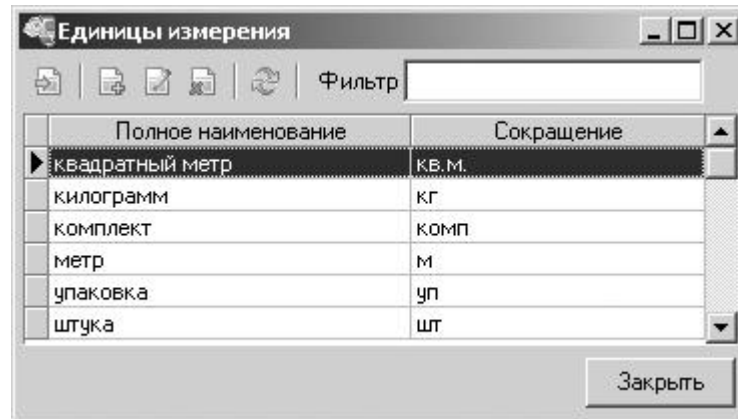 Единицы измерения
Фильтр
Полное наименование Сокращение
квадратный метр кв.м.
килограмм кг
комплект комп
метр м
упаковка уп
штука шт
Закрыть